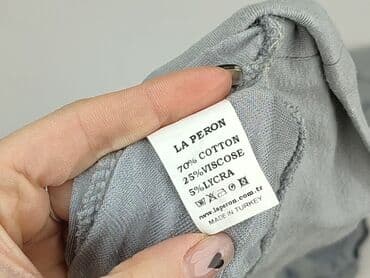 LA PERON
70% COTTON
25%VISCOSE
5%LYCRA
www.laperon.com.tr
MADE IN TURKEY